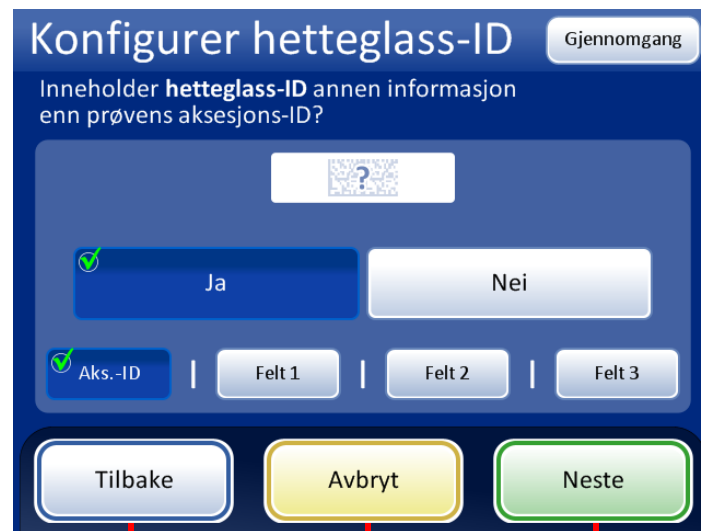 Konfigurer hetteglass-ID
Gjennomgang
Inneholder hetteglass-ID annen informasjon
enn prøvens aksesjons-ID?
?
Ja
Nei
Aks.-ID | Felt 1 | Felt 2 | Felt 3
Tilbake
Avbryt
Neste